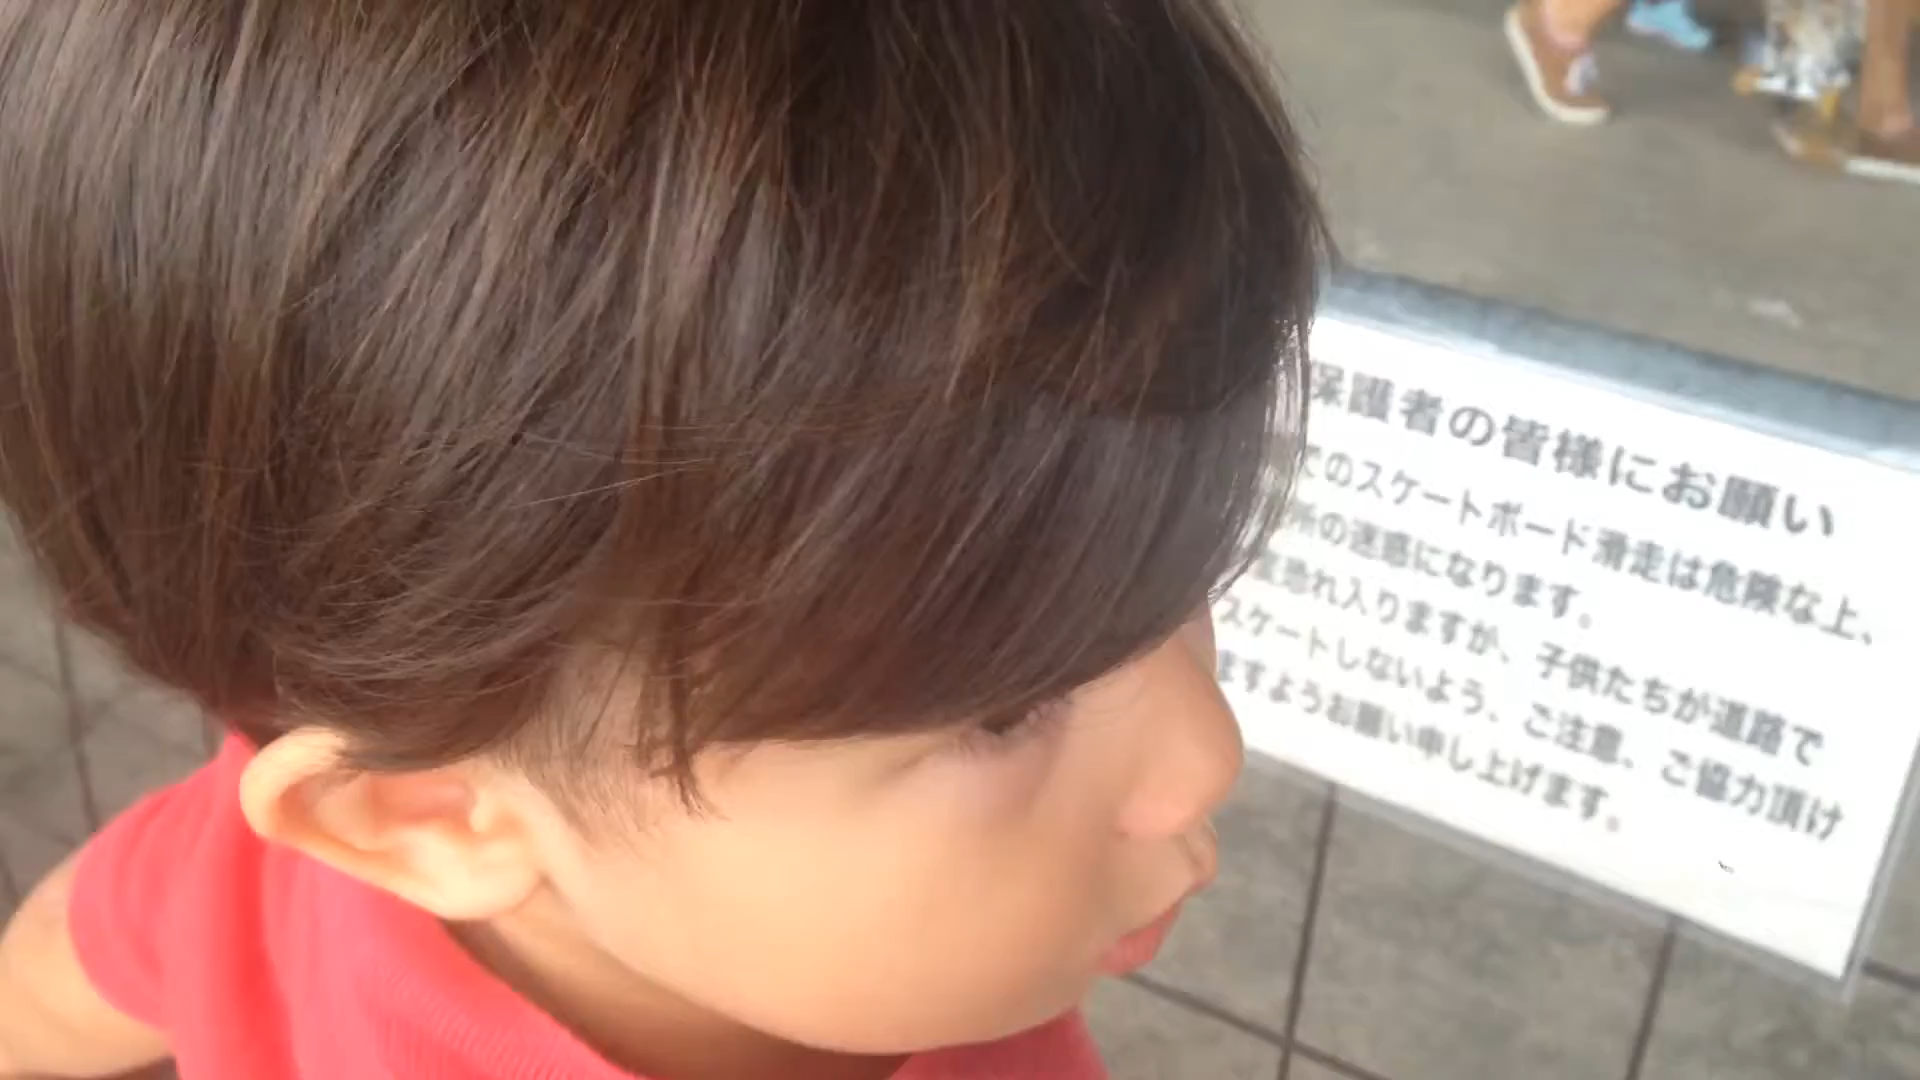 保護者の皆様にお願い
でのスケートボード滑走は危険な上、
所の迷惑になります。
恐れ入りますが、子供たちが道路で
スケートしないよう、ご注意、ご協力頂け
ますようお願い申し上げます。